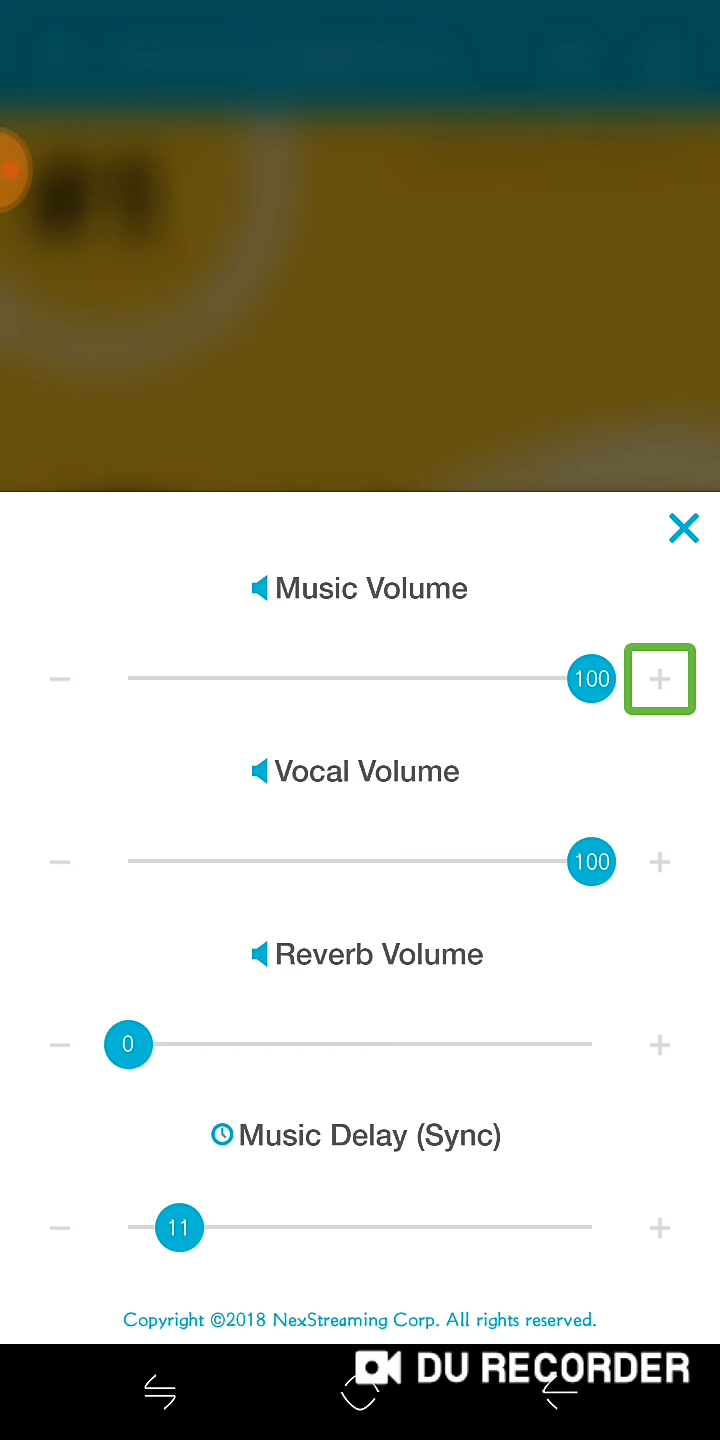 Music Volume
100
Vocal Volume
100
Reverb Volume
0
Music Delay (Sync)
11
Copyright ©2018 NexStreaming Corp. All rights reserved.
DU RECORDER